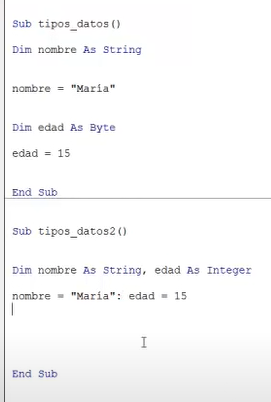 Sub tipos_datos()
Dim nombre As String
nombre = "María"
Dim edad As Byte
edad = 15
End Sub
Sub tipos_datos2()
Dim nombre As String, edad As Integer
nombre = "María": edad = 15
End Sub